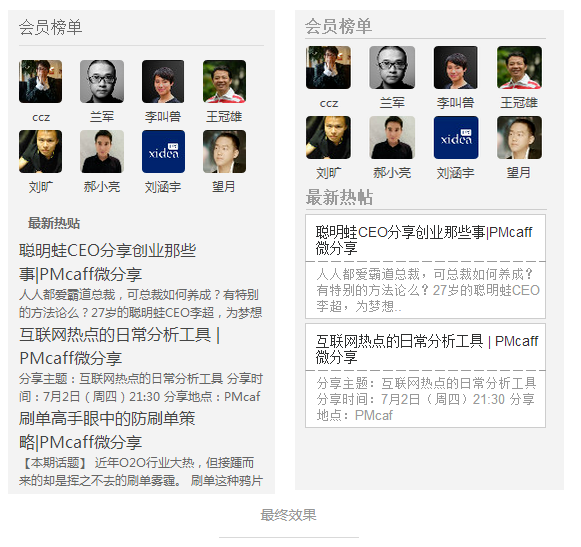 会员榜单
ccz 兰军 李叫兽 王冠雄
xidea
刘旷 郝小亮 刘涵宇 望月
最新热贴
聪明蛙CEO分享创业那些
事|PMcaff微分享
人人都爱霸道总裁，可总裁如何养成？有特别
的方法论么？27岁的聪明蛙CEO李超，为梦想
互联网热点的日常分析工具 |
PMcaff微分享
分享主题：互联网热点的日常分析工具 分享时
间：7月2日（周四）21:30 分享地点：PMcaf
刷单高手眼中的防刷单策
略|PMcaff微分享
【本期话题】 近年O2O行业大热，但接踵而
来的却是挥之不去的刷单雾霾。 刷单这种鸦片
会员榜单
ccz 兰军 李叫兽 王冠雄
xidea
刘旷 郝小亮 刘涵宇 望月
最新热帖
聪明蛙CEO分享创业那些事|PMcaff
微分享
人人都爱霸道总裁，可总裁如何养成？
有特别的方法论么？27岁的聪明蛙CEO
李超，为梦想..
互联网热点的日常分析工具 | PMcaff
微分享
分享主题：互联网热点的日常分析工具
分享时间：7月2日（周四）21:30 分享
地点：PMcaf
最终效果